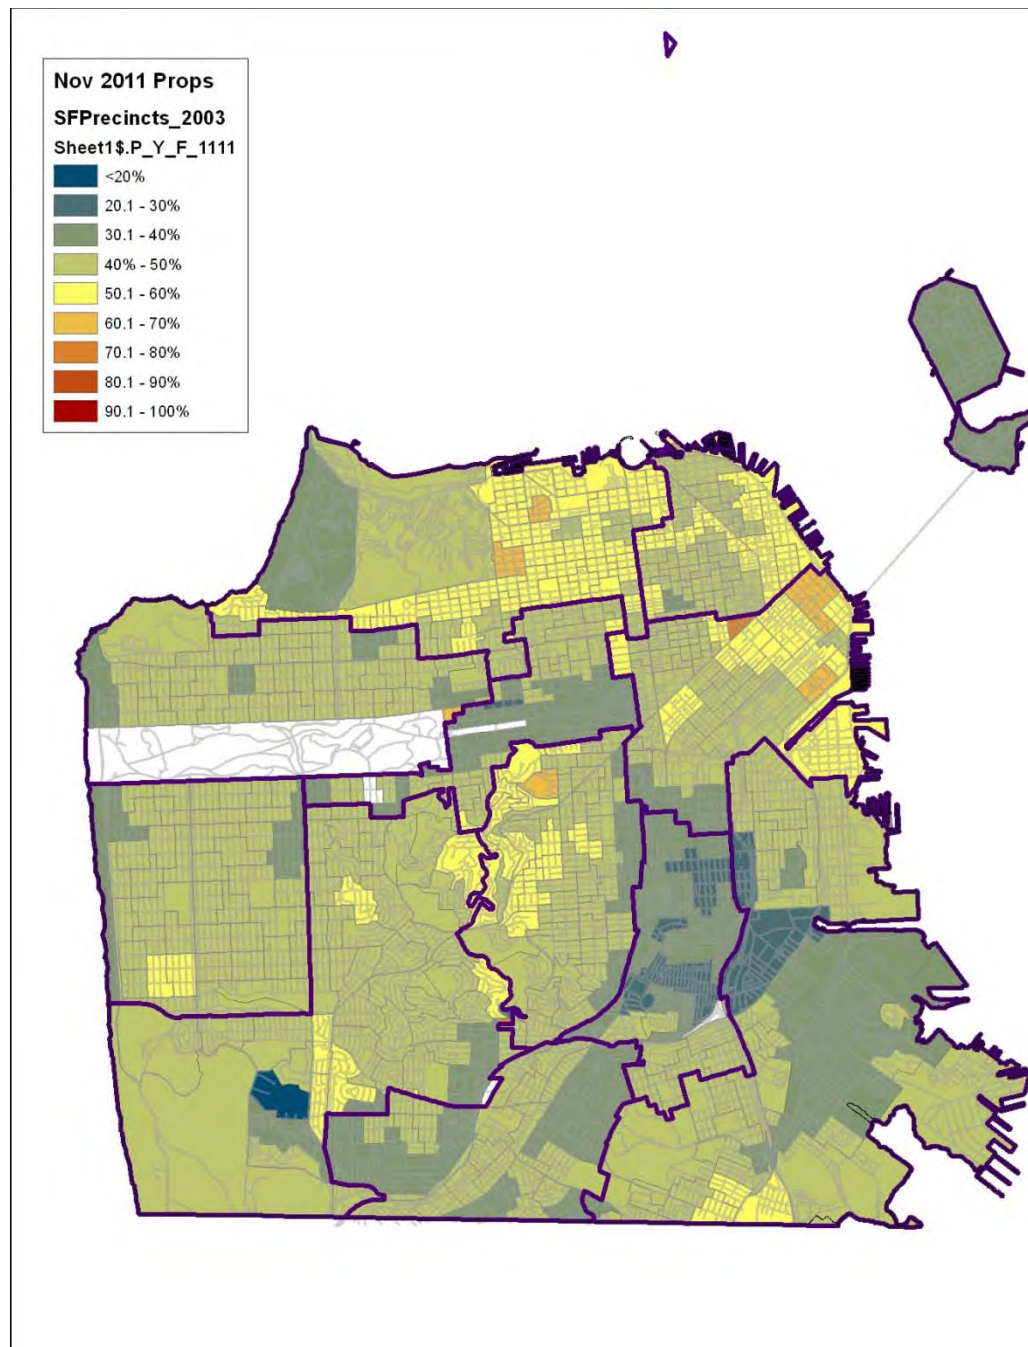 Nov 2011 Props
SFPrecincts_2003
Sheet1$.P_Y_F_1111
<20%
20.1 - 30%
30.1 - 40%
40% - 50%
50.1 - 60%
60.1 - 70%
70.1 - 80%
80.1 - 90%
90.1 - 100%